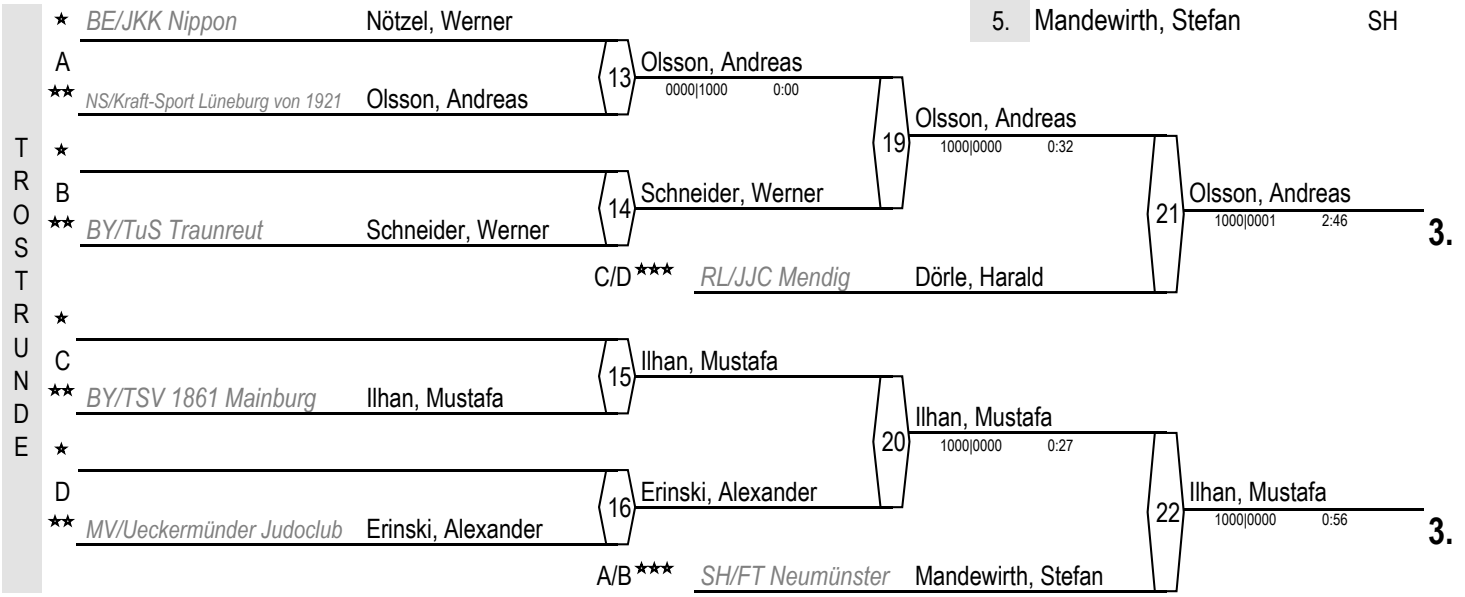 ★ BE/JKK Nippon Nötzel, Werner
5. Mandewirth, Stefan SH
A
13 Olsson, Andreas
0000|1000 0:00
★★ NS/Kraft-Sport Lüneburg von 1921 Olsson, Andreas
19 Olsson, Andreas
1000|0000 0:32
★
B
14 Schneider, Werner
★★ BY/TuS Traunreut Schneider, Werner
21 Olsson, Andreas
1000|0001 2:46
3.
C/D ★★★ RL/JJC Mendig Dörle, Harald
TROSTRUNDE
★
C
15 Ilhan, Mustafa
★★ BY/TSV 1861 Mainburg Ilhan, Mustafa
20 Ilhan, Mustafa
1000|0000 0:27
★
D
16 Erinski, Alexander
★★ MV/Ueckermünder Judoclub Erinski, Alexander
22 Ilhan, Mustafa
1000|0000 0:56
3.
A/B ★★★ SH/FT Neumünster Mandewirth, Stefan